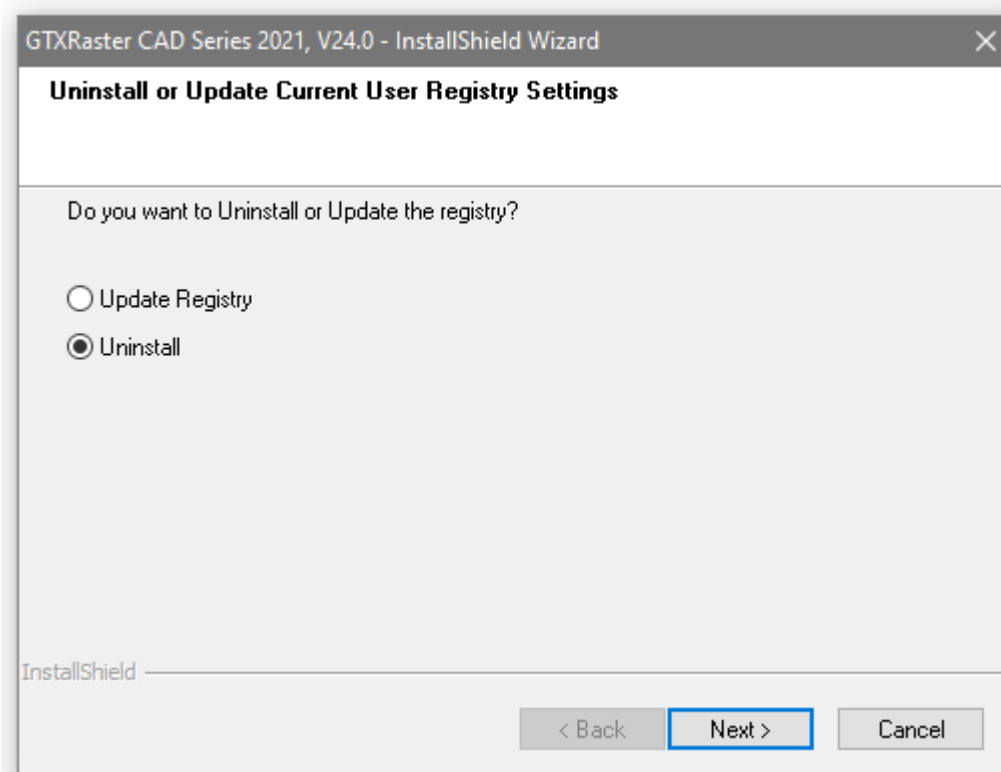 GTXRaster CAD Series 2021, V24.0 - InstallShield Wizard
Uninstall or Update Current User Registry Settings
Do you want to Uninstall or Update the registry?
Update Registry
Uninstall
InstallShield
< Back Next > Cancel